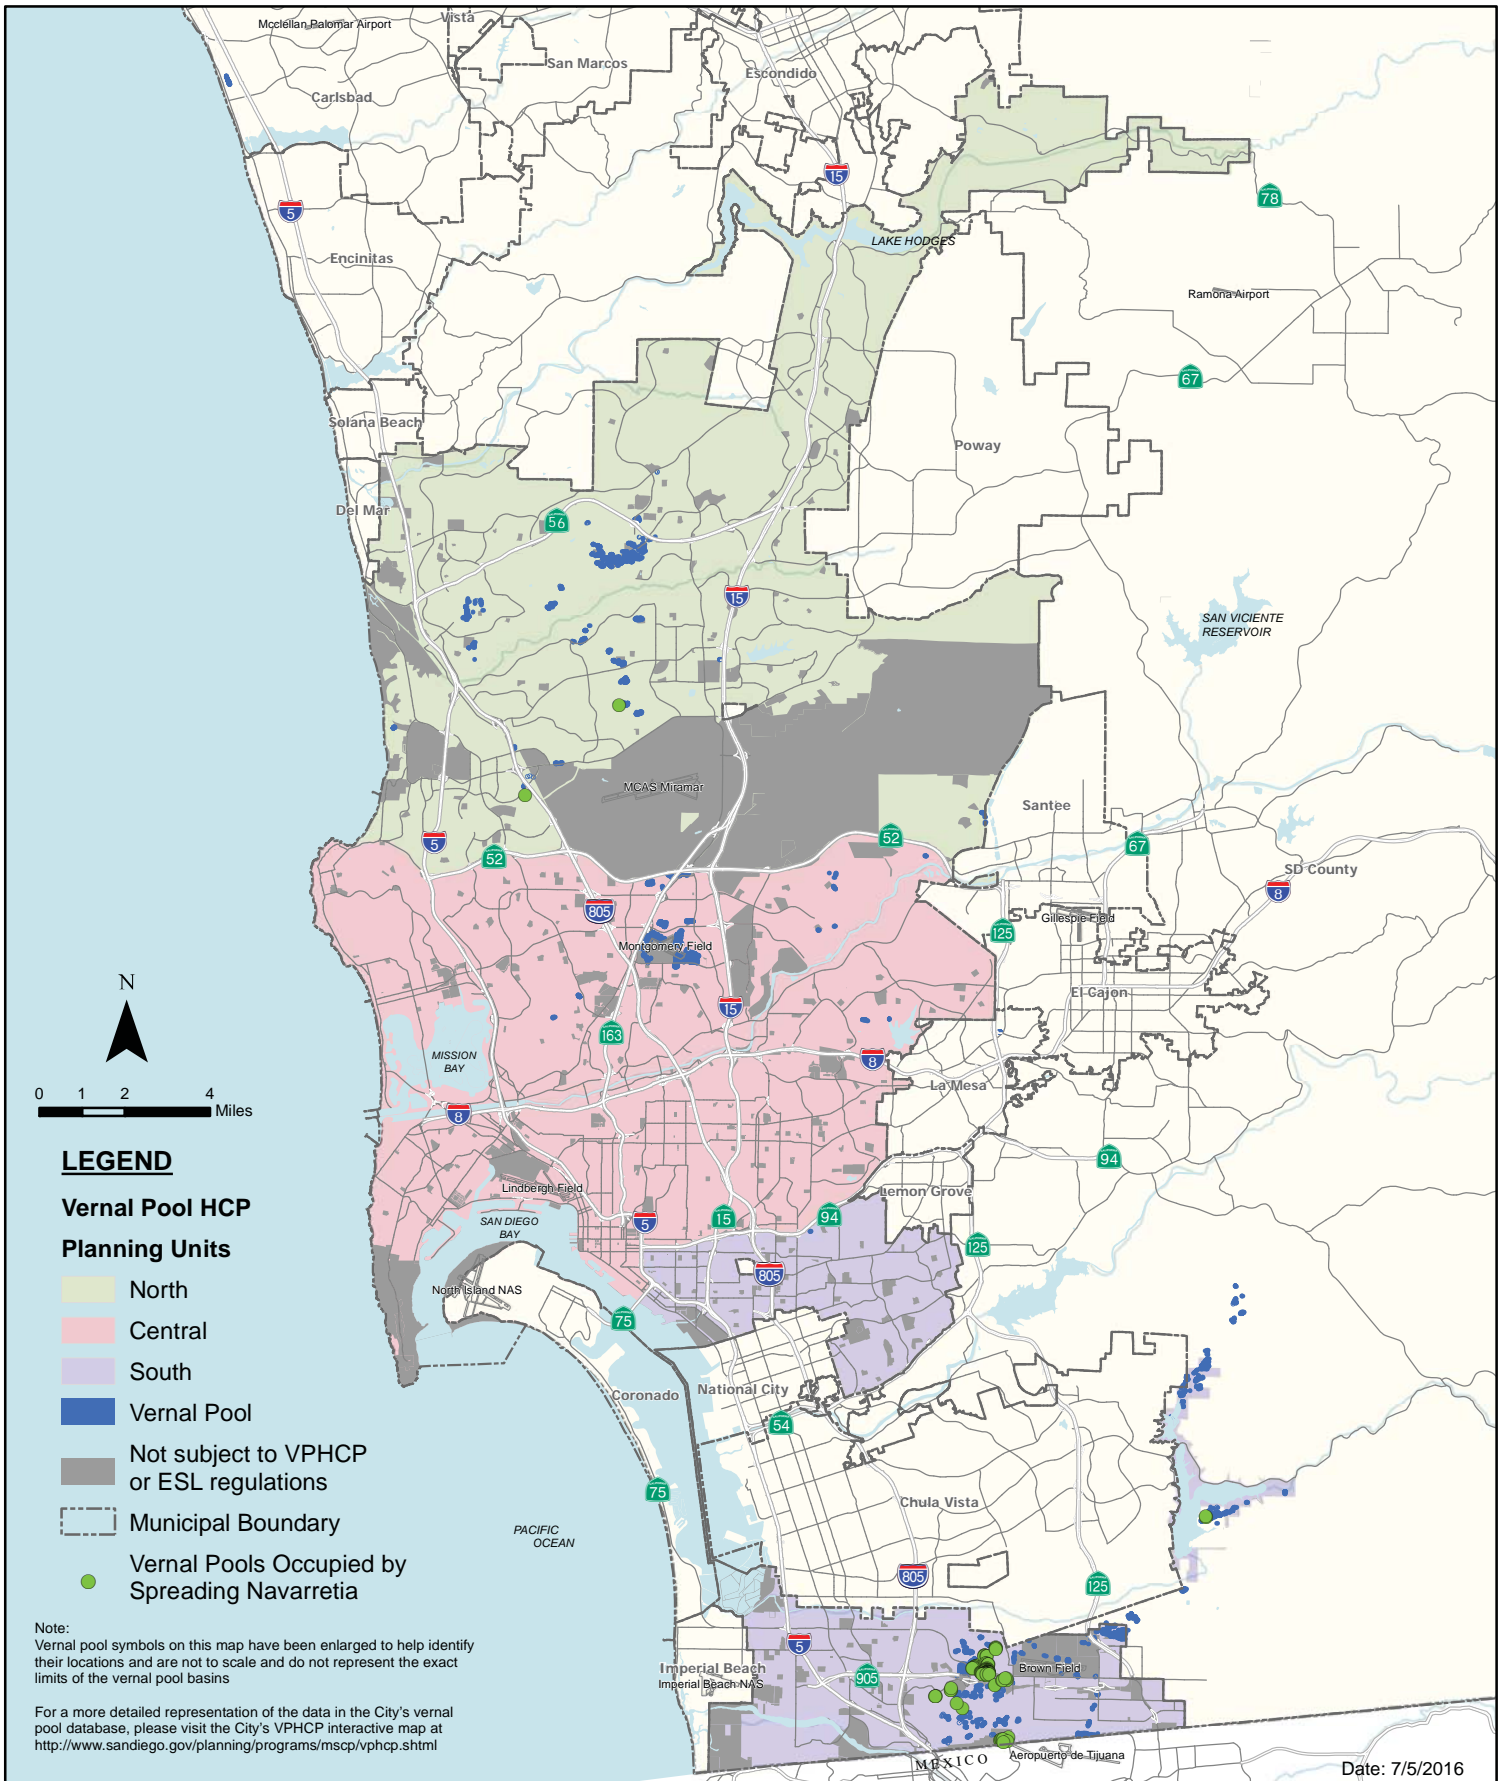 Mcclellan Palomar Airport
Vista
San Marcos
Escondido
Carlsbad
15
5
78
LAKE HODGES
Encinitas
Ramona Airport
67
Solana Beach
Poway
Del Mar
56
15
SAN VICIENTE
RESERVOIR
MCAS Miramar
Santee
5
52
52
67
SD County
8
805
125
Gillespie Field
Montgomery Field
El Cajon
N
15
163
MISSION
BAY
8
La Mesa
0 1 2 4
Miles
8
94
LEGEND
Vernal Pool HCP
Planning Units
North
Central
South
Vernal Pool
Not subject to VPHCP
or ESL regulations
Municipal Boundary
Vernal Pools Occupied by
Spreading Navarretia
Lindbergh Field
Lemon Grove
SAN DIEGO
BAY
5
15
94
125
805
North Island NAS
75
Coronado
National City
54
75
Chula Vista
PACIFIC
OCEAN
805
125
5
Imperial Beach
Imperial Beach NAS
905
Brown Field
MEXICO
Aeropuerto de Tijuana
Note:
Vernal pool symbols on this map have been enlarged to help identify
their locations and are not to scale and do not represent the exact
limits of the vernal pool basins
For a more detailed representation of the data in the City's vernal
pool database, please visit the City's VPHCP interactive map at
http://www.sandiego.gov/planning/programs/mscp/vphcp.shtml
Date: 7/5/2016